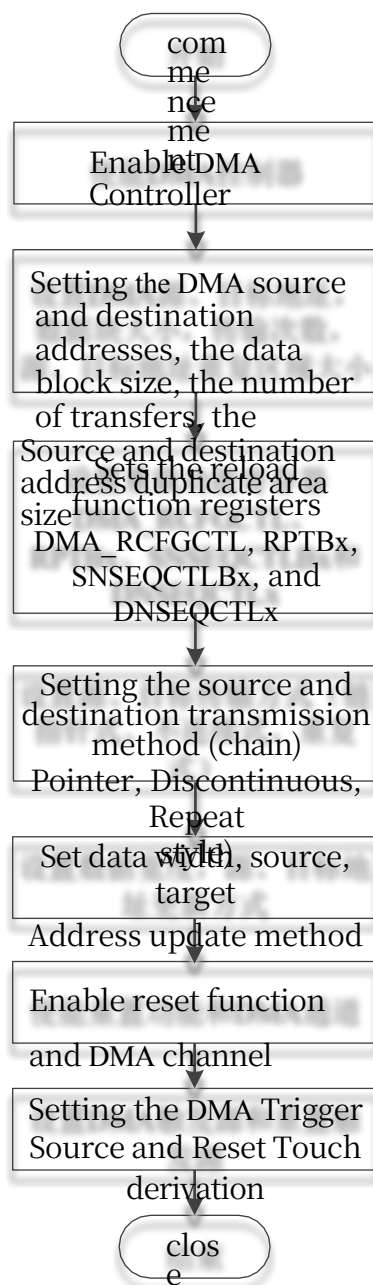 com
me
nce
me
nt
Enable DMA
Controller
Setting the DMA source
and destination
addresses, the data
block size, the number
of transfers, the
Source and destination
address duplicate area
size
Sets the reload
function registers
DMA_RCFGCTL, RPTBx,
SNSEQCTLBx, and
DNSEQCTLx
Setting the source and
destination transmission
method (chain)
Pointer, Discontinuous,
Repeat
style)
Set data width, source,
target
Address update method
Enable reset function
and DMA channel
Setting the DMA Trigger
Source and Reset Touch
derivation
clos
e